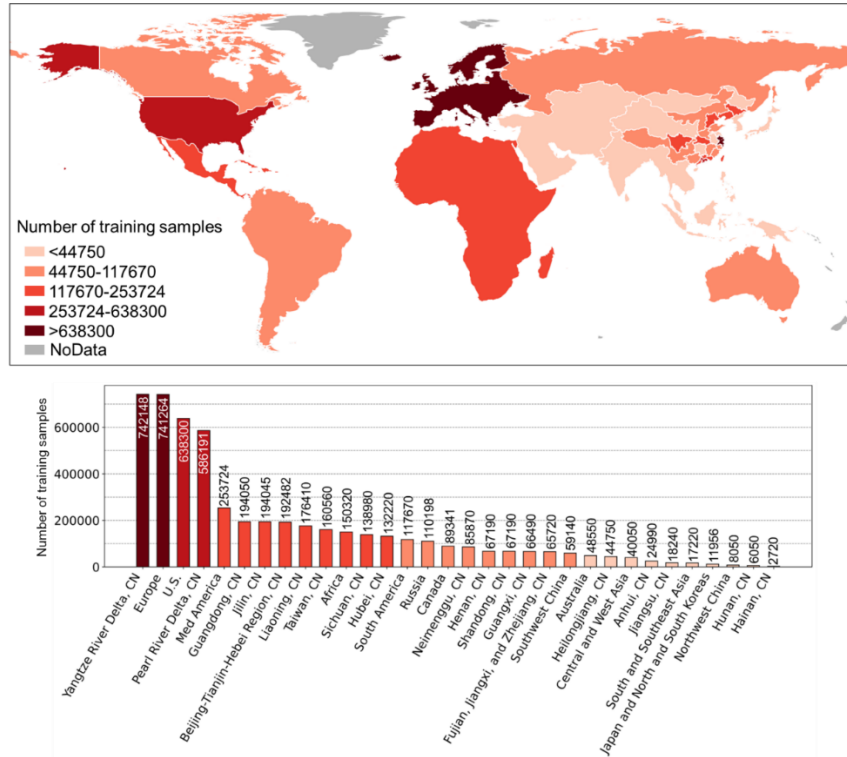 Number of training samples
<44750
44750-117670
117670-253724
253724-638300
>638300
NoData
Number of training samples
600000
400000
200000
0
742148
741264
638300
586191
253724
194050
194045
192482
176410
160560
150320
138980
132220
117670
110198
89341
85870
67190
67190
66490
65720
59140
48550
44750
40050
24990
18240
17220
11956
8050
6050
2720
Yangtze River Delta, CN
Europe
U.S.
Pearl River Delta, CN
Med America
Guangdong, CN
Jilin, CN
Beijing-Tianjin-Hebei Region, CN
Liaoning, CN
Taiwan, CN
Africa
Sichuan, CN
Hubei, CN
South America
Russia
Canada
Neimenggu, CN
Henan, CN
Shandong, CN
Guangxi, CN
Fujian, Jiangxi, and Zhejiang, CN
Southwest China
Australia
Heilongjiang, CN
Central and West Asia
Anhui, CN
Jiangsu, CN
South and Southeast Asia
Japan and North and South Koreas
Northwest China
Hunan, CN
Hainan, CN